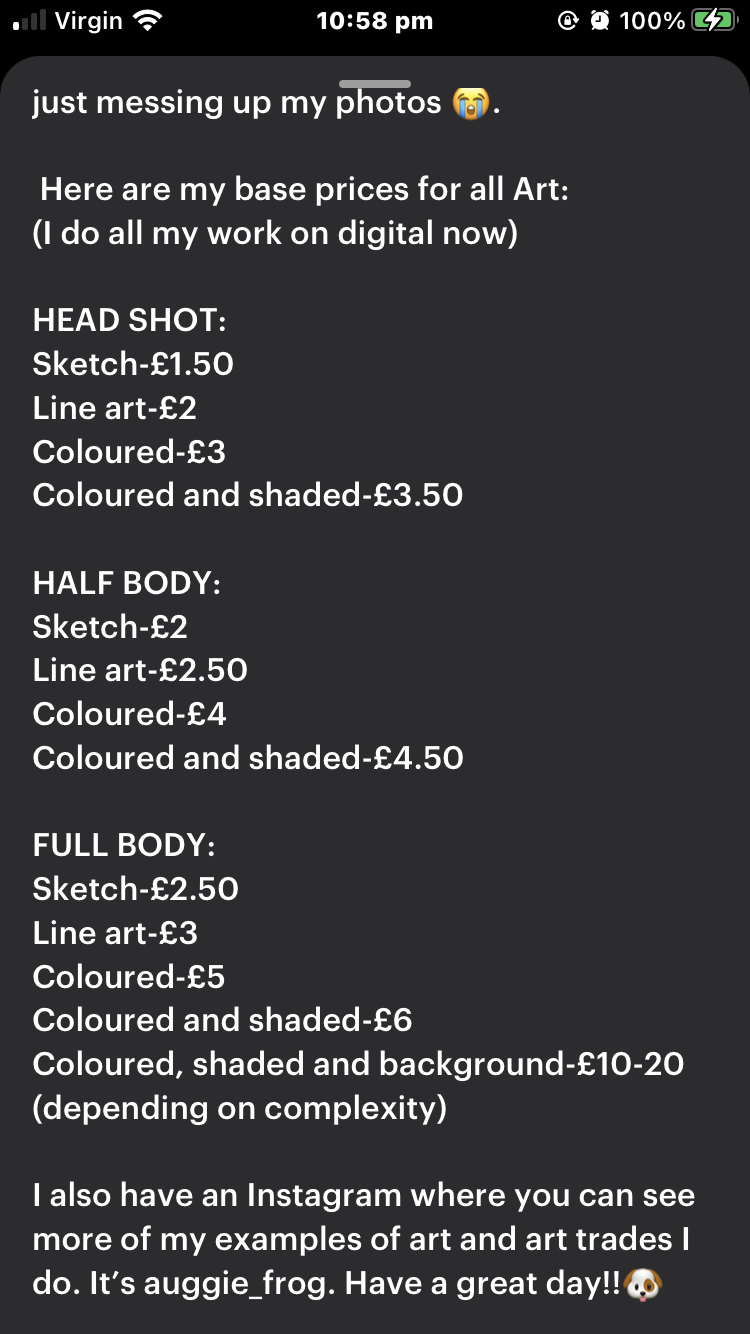 Virgin 10:58 pm 100%
just messing up my photos 😭.
Here are my base prices for all Art:
(I do all my work on digital now)
HEAD SHOT:
Sketch-£1.50
Line art-£2
Coloured-£3
Coloured and shaded-£3.50
HALF BODY:
Sketch-£2
Line art-£2.50
Coloured-£4
Coloured and shaded-£4.50
FULL BODY:
Sketch-£2.50
Line art-£3
Coloured-£5
Coloured and shaded-£6
Coloured, shaded and background-£10-20
(depending on complexity)
I also have an Instagram where you can see
more of my examples of art and art trades I
do. It’s auggie_frog. Have a great day!!🐶